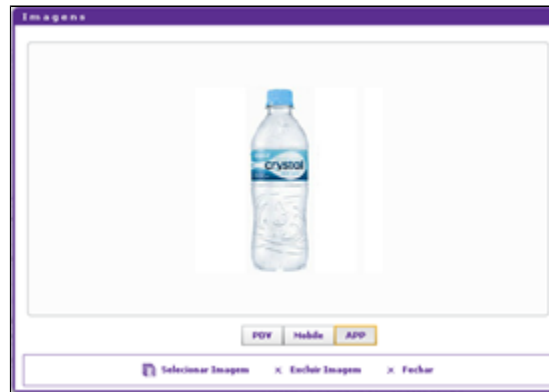 Imagens
crystal
PDV Mobile APP
Selecionar Imagem × Excluir Imagem × Fechar